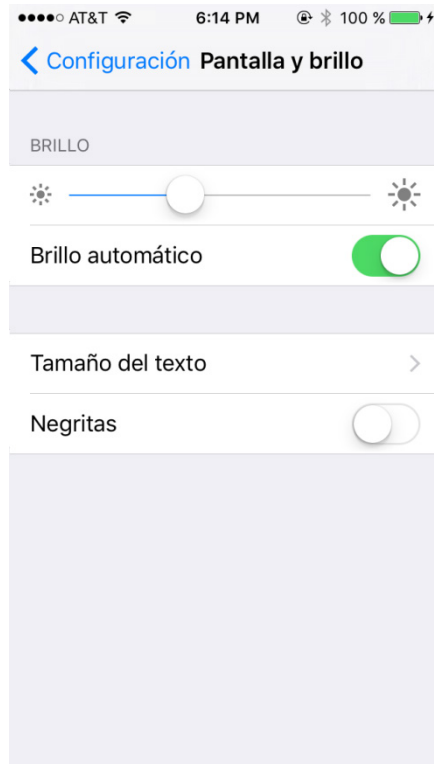 AT&T 6:14 PM 100 %
Configuración Pantalla y brillo
BRILLO
Brillo automático
Tamaño del texto
Negritas